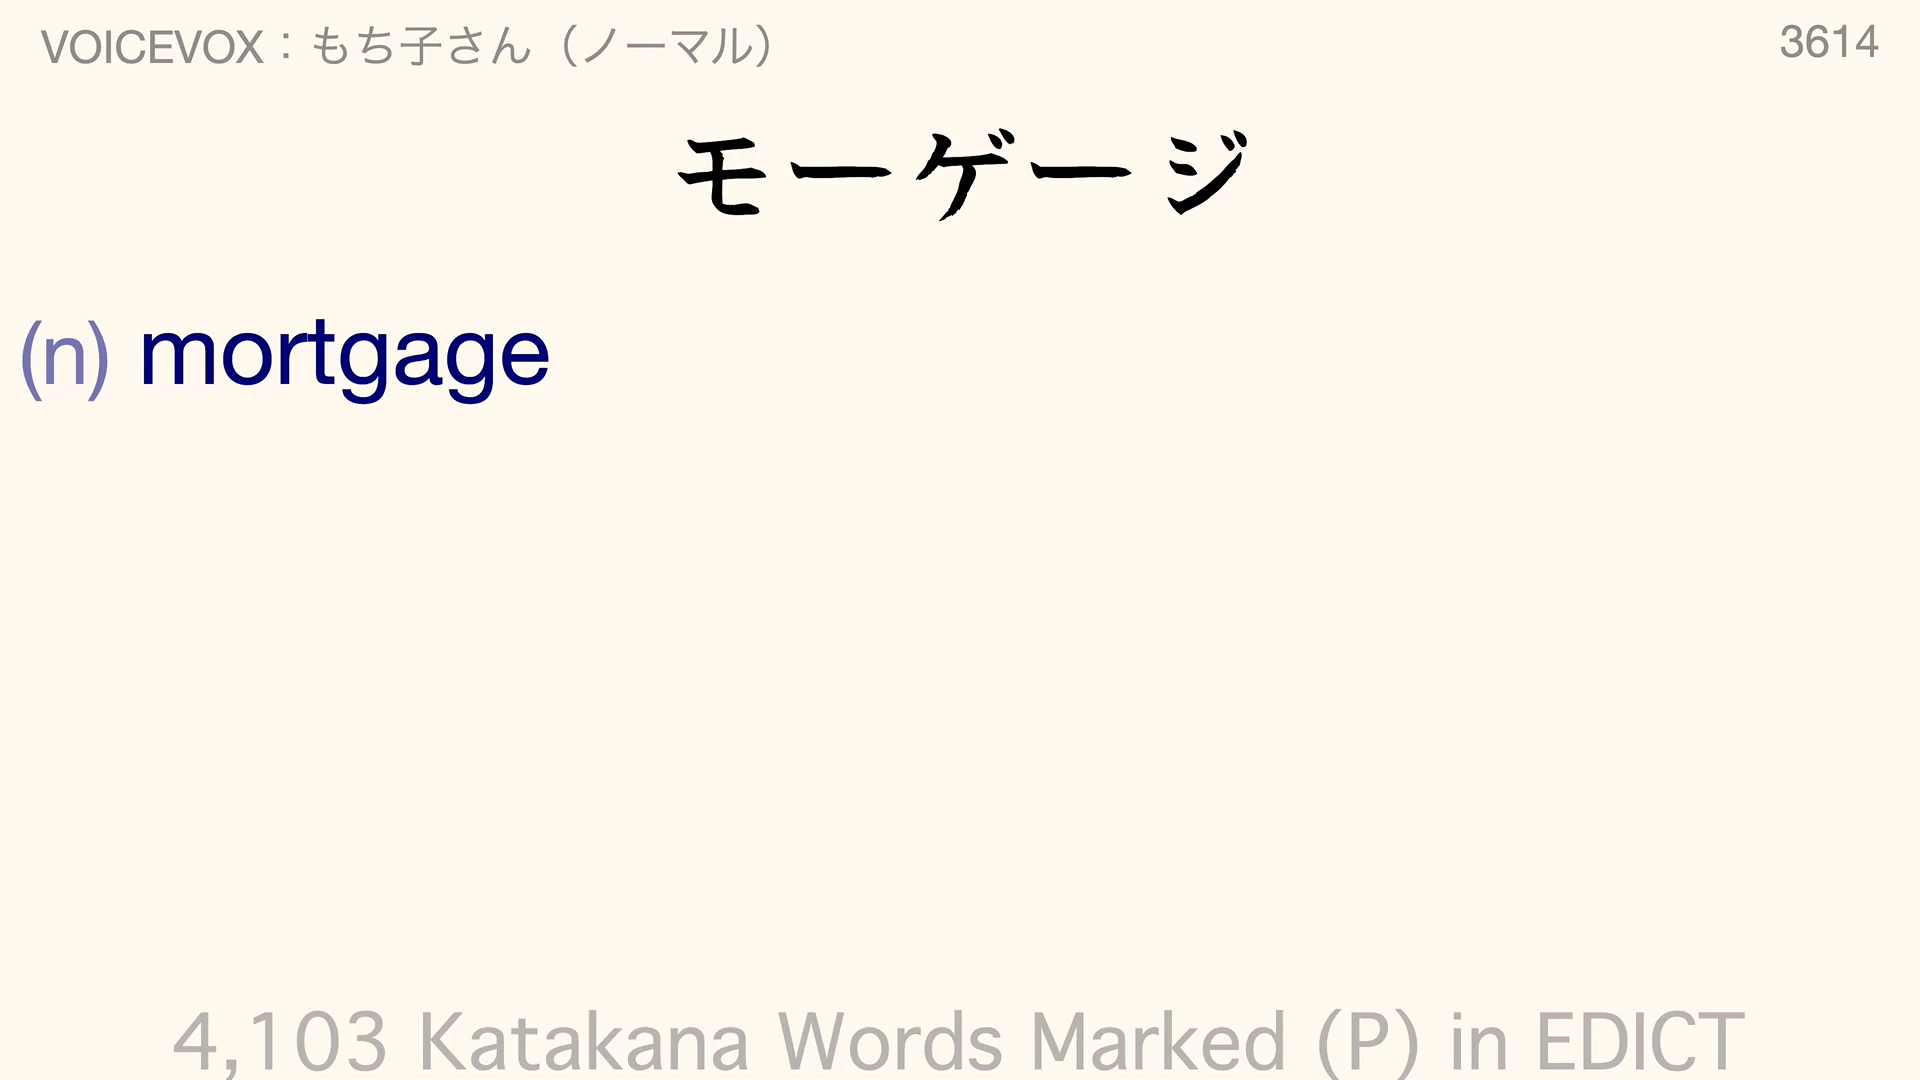 VOICEVOX：もち子さん（ノーマル）
3614
モーゲージ
(n) mortgage
4,103 Katakana Words Marked (P) in EDICT